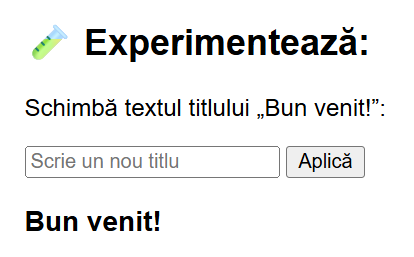 Experimentează:
Schimbă textul titlului „Bun venit!”:
Scrie un nou titlu Aplică
Bun venit!